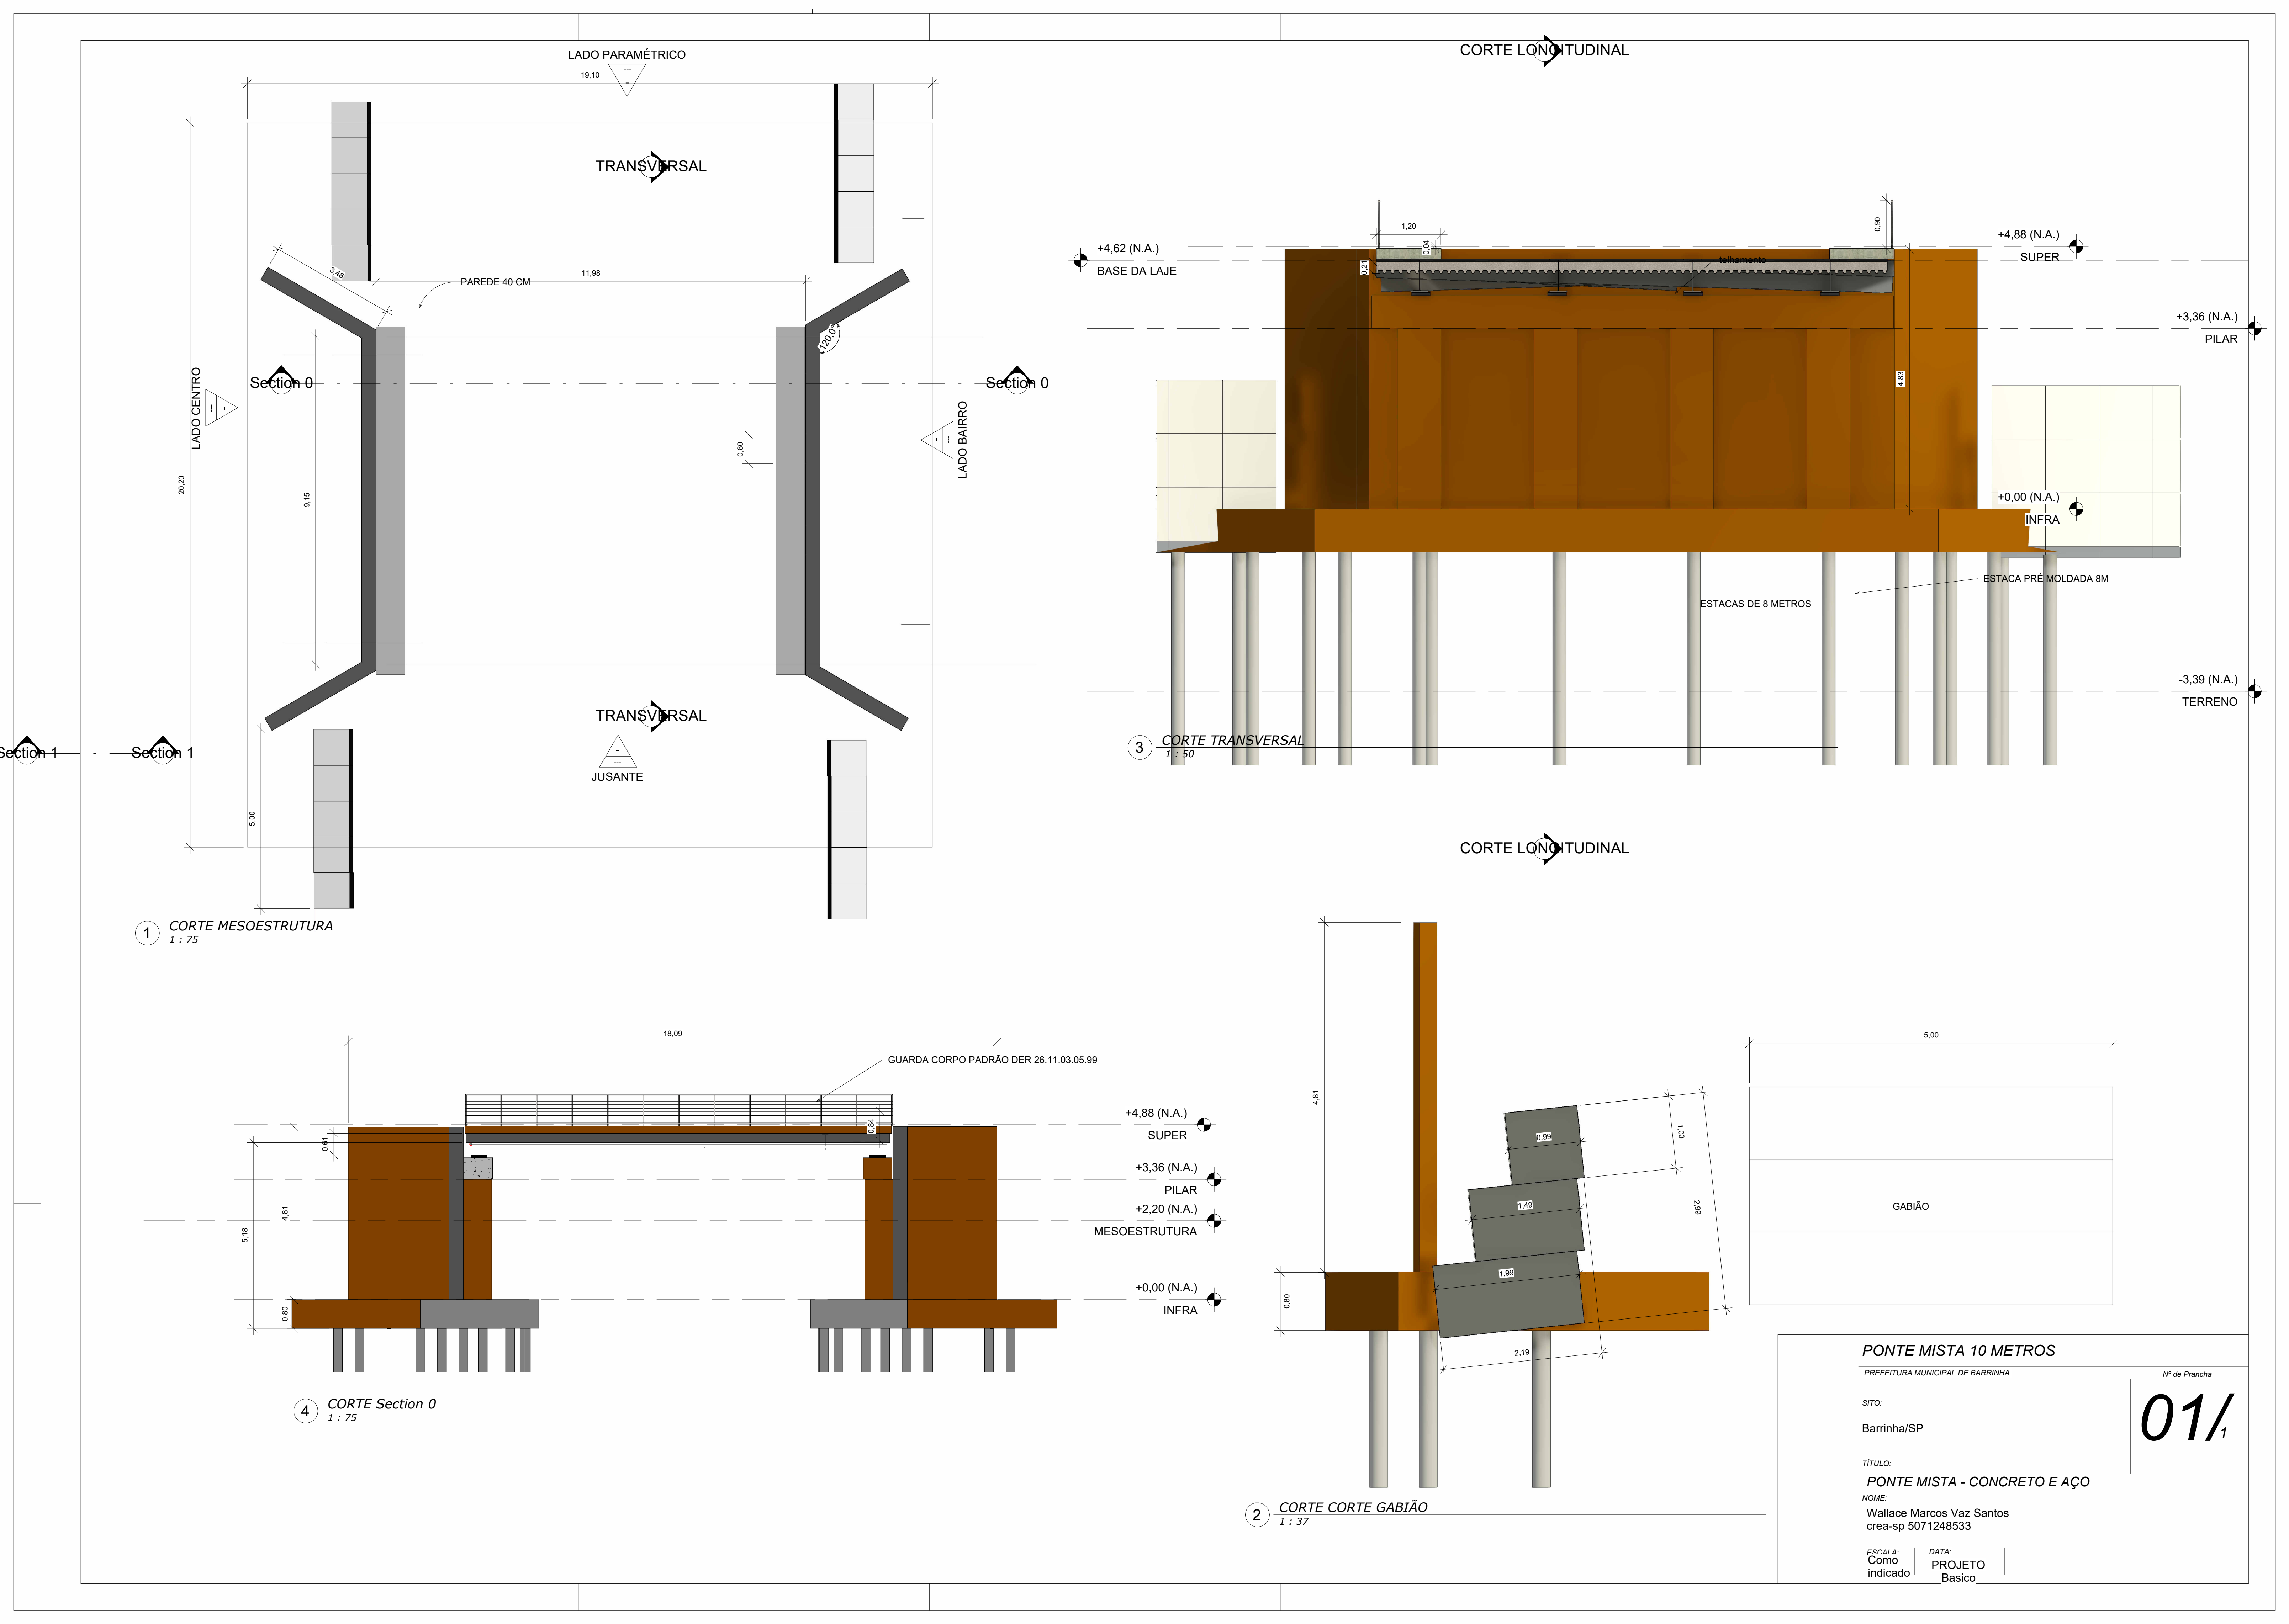 LADO PARAMÉTRICO
19,10
---
-
TRANSVERSAL
3,48
11,98
PAREDE 40 CM
120,0°
Section 0
Section 0
LADO CENTRO
---
-
LADO BAIRRO
-
---
0,80
20,20
9,15
TRANSVERSAL
-
---
JUSANTE
Section 1
Section 1
5,00
1
CORTE MESOESTRUTURA
1 : 75
CORTE LONGITUDINAL
1,20
0,04
0,90
0,21
+4,62 (N.A.)
BASE DA LAJE
telhamento
+4,88 (N.A.)
SUPER
+3,36 (N.A.)
PILAR
4,83
+0,00 (N.A.)
INFRA
ESTACA PRÉ MOLDADA 8M
ESTACAS DE 8 METROS
-3,39 (N.A.)
TERRENO
3
CORTE TRANSVERSAL
1 : 50
CORTE LONGITUDINAL
18,09
GUARDA CORPO PADRÃO DER 26.11.03.05.99
0,84
0,61
4,81
5,18
0,80
+4,88 (N.A.)
SUPER
+3,36 (N.A.)
PILAR
+2,20 (N.A.)
MESOESTRUTURA
+0,00 (N.A.)
INFRA
4
CORTE Section 0
1 : 75
4,81
0,80
0,99
1,49
1,99
1,00
2,99
2,19
5,00
GABIÃO
2
CORTE CORTE GABIÃO
1 : 37
PONTE MISTA 10 METROS
PREFEITURA MUNICIPAL DE BARRINHA
Nº de Prancha
01/1
SITO:
Barrinha/SP
TÍTULO:
PONTE MISTA - CONCRETO E AÇO
NOME:
Wallace Marcos Vaz Santos
crea-sp 5071248533
ESCALA:
Como
indicado
DATA:
PROJETO
Basico